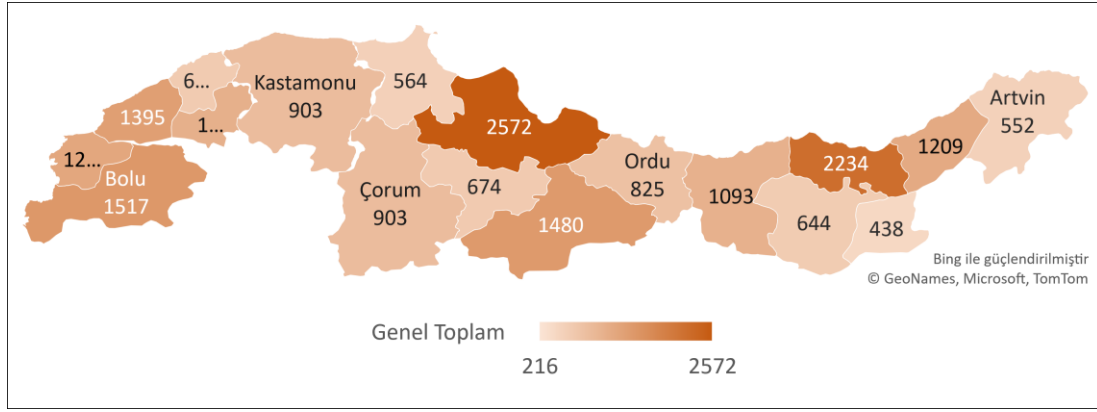 6...
Kastamonu
903
564
1395
1...
2572
12...
Bolu
1517
Çorum
903
674
1480
Ordu
825
1093
2234
644
438
1209
Artvin
552
Bing ile güçlendirilmiştir
© GeoNames, Microsoft, TomTom
Genel Toplam
216
2572